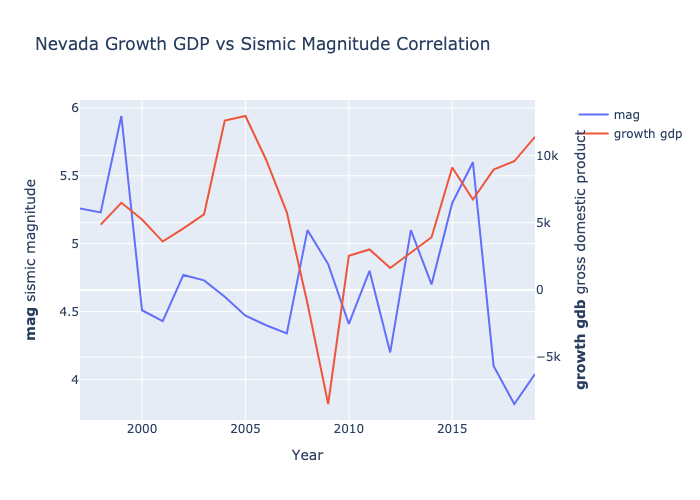 Nevada Growth GDP vs Sismic Magnitude Correlation
mag
growth gdp
6
5.5
5
4.5
4
mag sismic magnitude
10k
5k
0
−5k
growth gdb gross domestic product
2000
2005
2010
2015
Year